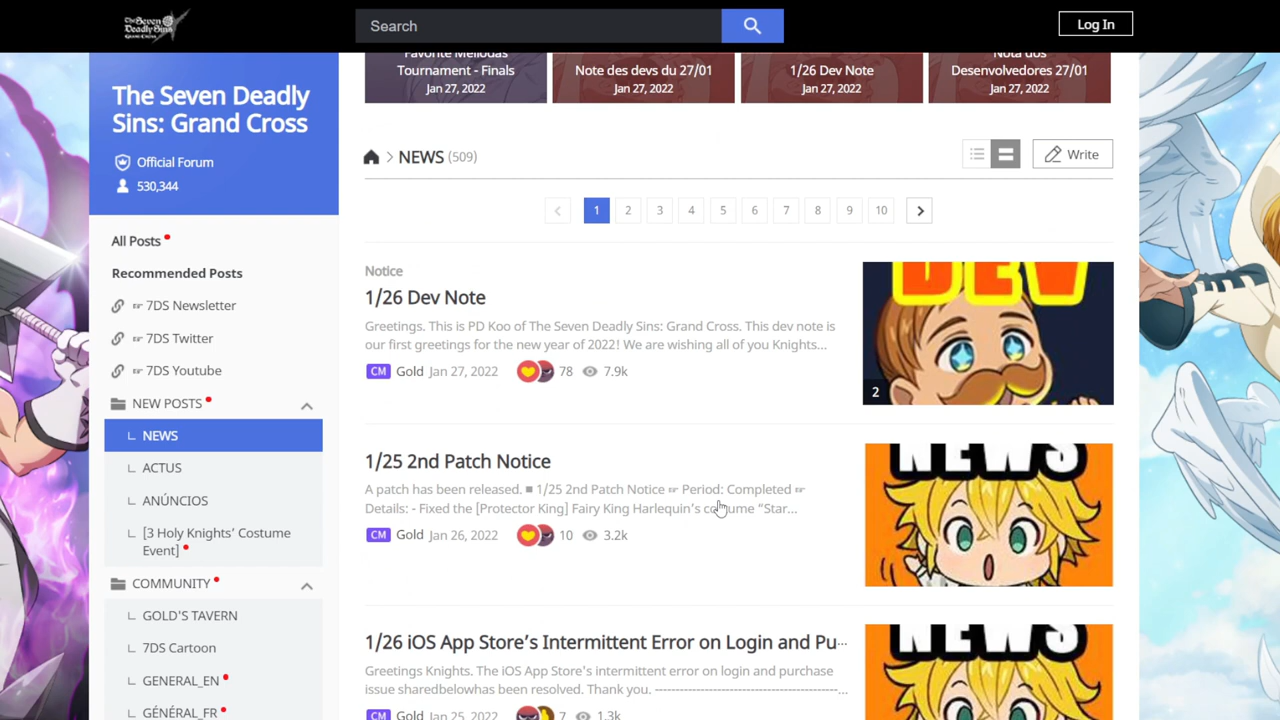 The Seven
Deadly Sins
GRAND CROSS
Search
Log In
Favorite Meliodas
Tournament - Finals
Jan 27, 2022
Note des devs du 27/01
Jan 27, 2022
1/26 Dev Note
Jan 27, 2022
Nota dos
Desenvolvedores 27/01
Jan 27, 2022
The Seven Deadly
Sins: Grand Cross
Official Forum
530,344
All Posts
Recommended Posts
☞ 7DS Newsletter
☞ 7DS Twitter
☞ 7DS Youtube
NEW POSTS
NEWS
ACTUS
ANÚNCIOS
[3 Holy Knights’ Costume
Event]
COMMUNITY
GOLD'S TAVERN
7DS Cartoon
GENERAL_EN
GÉNÉRAL_FR
> NEWS (509)
Write
< 1 2 3 4 5 6 7 8 9 10 >
Notice
1/26 Dev Note
Greetings. This is PD Koo of The Seven Deadly Sins: Grand Cross. This dev note is
our first greetings for the new year of 2022! We are wishing all of you Knights...
CM Gold Jan 27, 2022 78 7.9k
DEV
2
1/25 2nd Patch Notice
A patch has been released. ■ 1/25 2nd Patch Notice ☞ Period: Completed ☞
Details: - Fixed the [Protector King] Fairy King Harlequin’s costume “Star...
CM Gold Jan 26, 2022 10 3.2k
NEWS
1/26 iOS App Store’s Intermittent Error on Login and Pu...
Greetings Knights. The iOS App Store's intermittent error on login and purchase
issue sharedbelowhas been resolved. Thank you. -------------------------------------...
CM Gold Jan 25, 2022 7 1.3k
NEWS